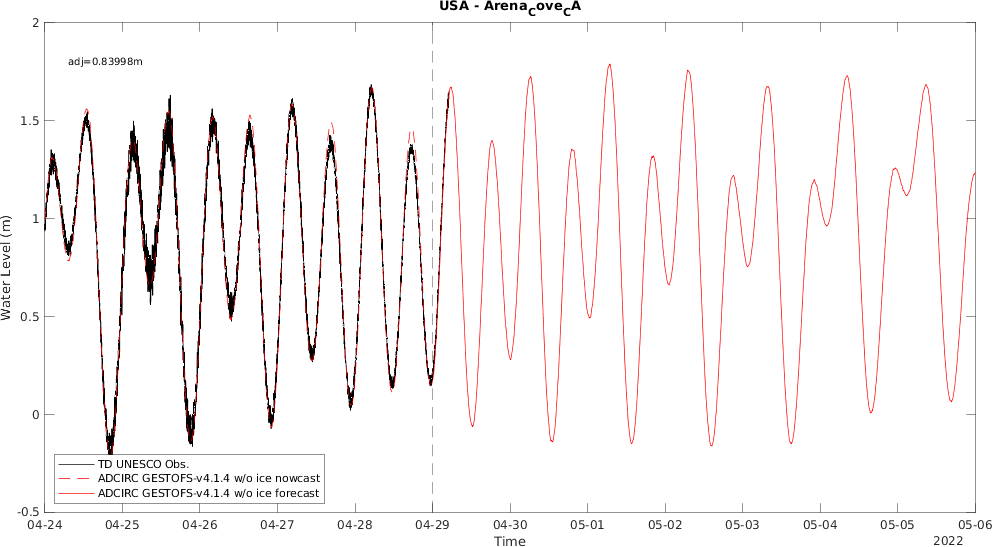 USA - ArenaCoveCA
adj=0.83998m
2
1.5
1
0.5
0
-0.5
Water Level (m)
TD UNESCO Obs.
ADCIRC GESTOFS-v4.1.4 w/o ice nowcast
ADCIRC GESTOFS-v4.1.4 w/o ice forecast
04-24 04-25 04-26 04-27 04-28 04-29 04-30 05-01 05-02 05-03 05-04 05-05 05-06
Time
2022